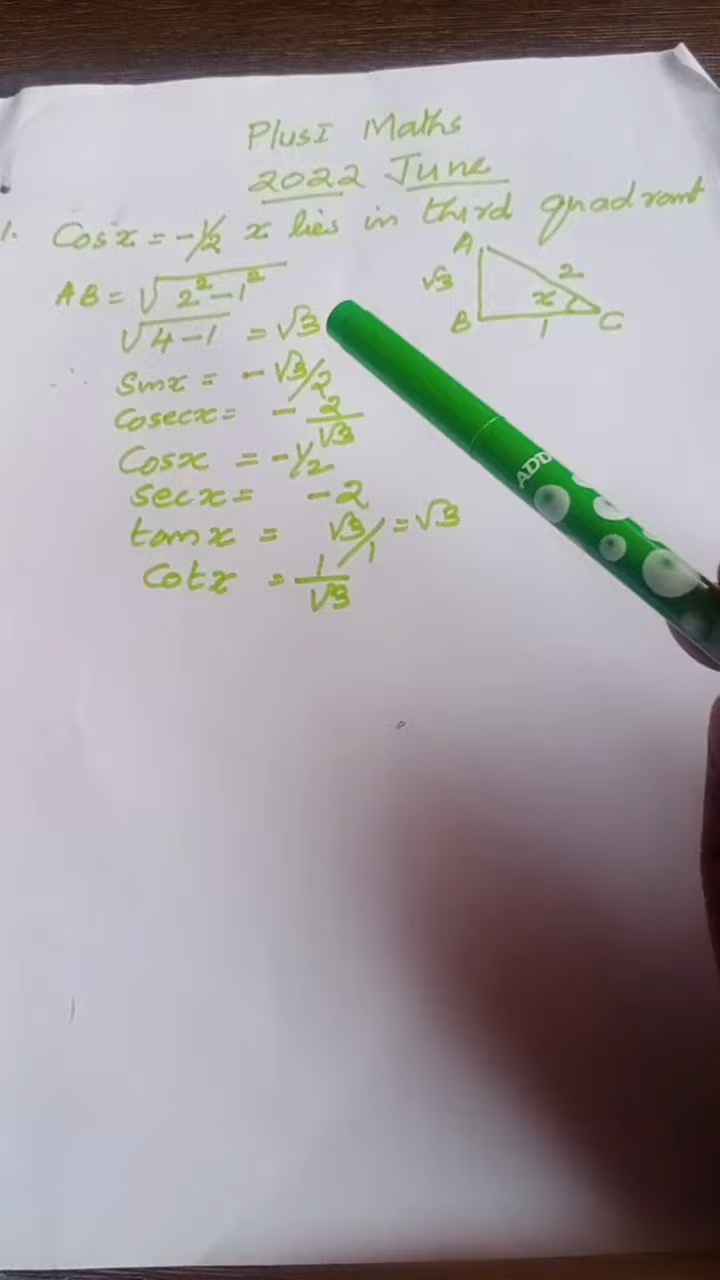 Plus I Maths
2022 June
1. Cos x = -1/2 x lies in third quadrant
AB = √2² - 1²
√4-1 = √3
∴ Sin x = -√3/2
Cosec x = - 2/√3
Cos x = -1/2
sec x = -2
tan x = √3/1 = √3
Cot x = 1/√3
A
√3 2
x
B 1 C
ADD